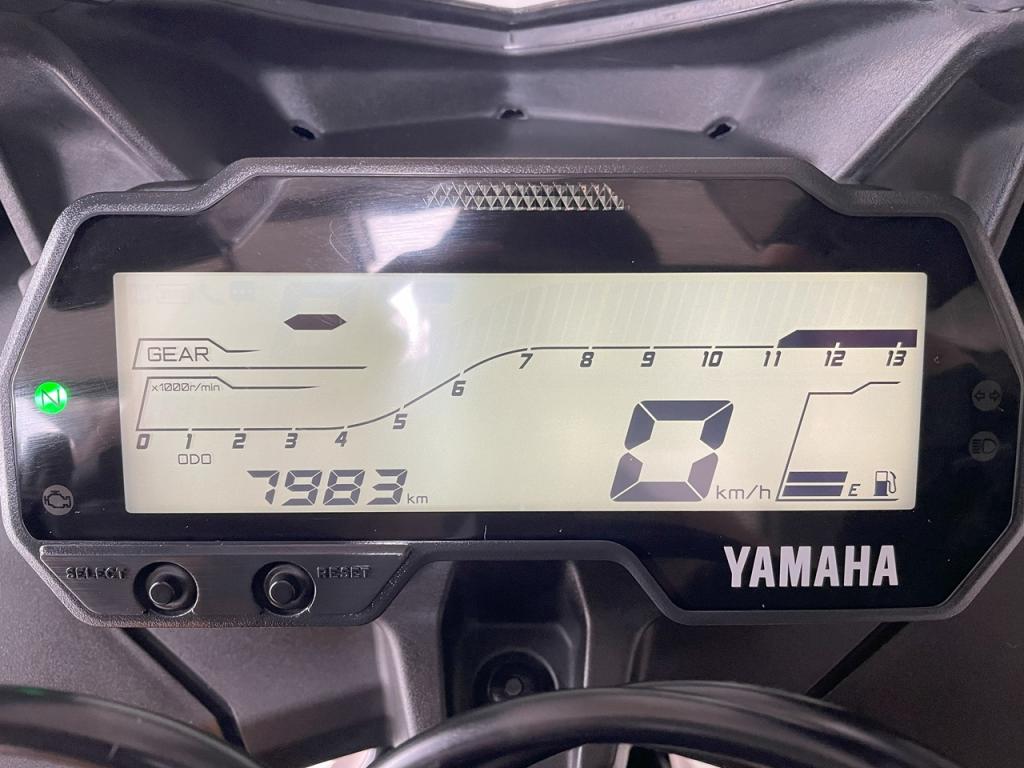 GEAR
x1000r/min
0 1 2 3 4 5 6 7 8 9 10 11 12 13
N
ODO
7983 km
0 km/h
E
SELECT
RESET
YAMAHA